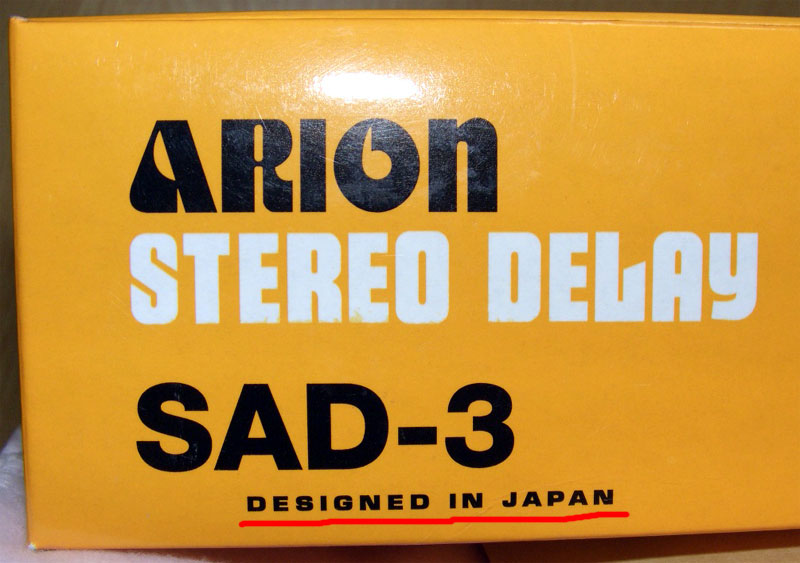 ARION
STEREO DELAY
SAD-3
DESIGNED IN JAPAN